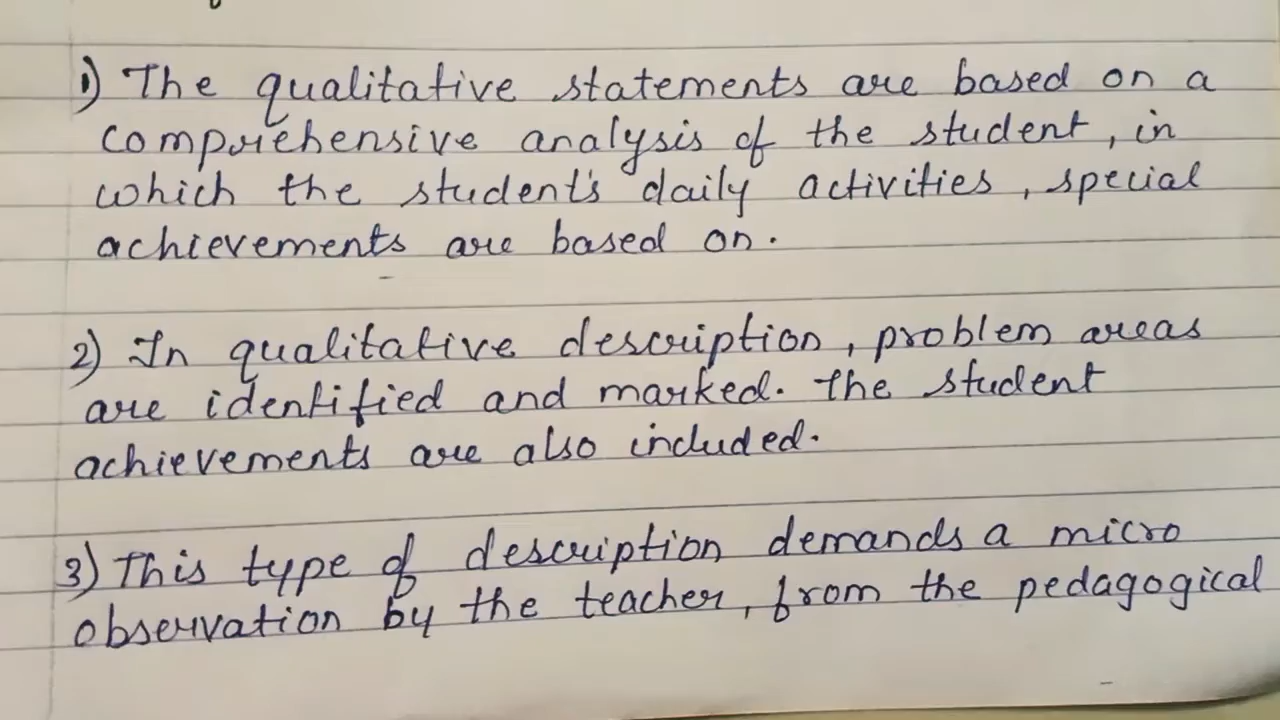 1) The qualitative statements are based on a
comprehensive analysis of the student, in
which the student's daily activities, special
achievements are based on.
2) In qualitative description, problem areas
are identified and marked. The student
achievements are also included.
3) This type of description demands a micro
observation by the teacher, from the pedagogical